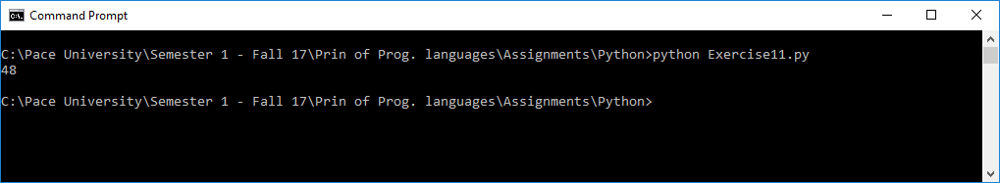 Command Prompt
C:\Pace University\Semester 1 - Fall 17\Prin of Prog. languages\Assignments\Python>python Exercise11.py
48
C:\Pace University\Semester 1 - Fall 17\Prin of Prog. languages\Assignments\Python>